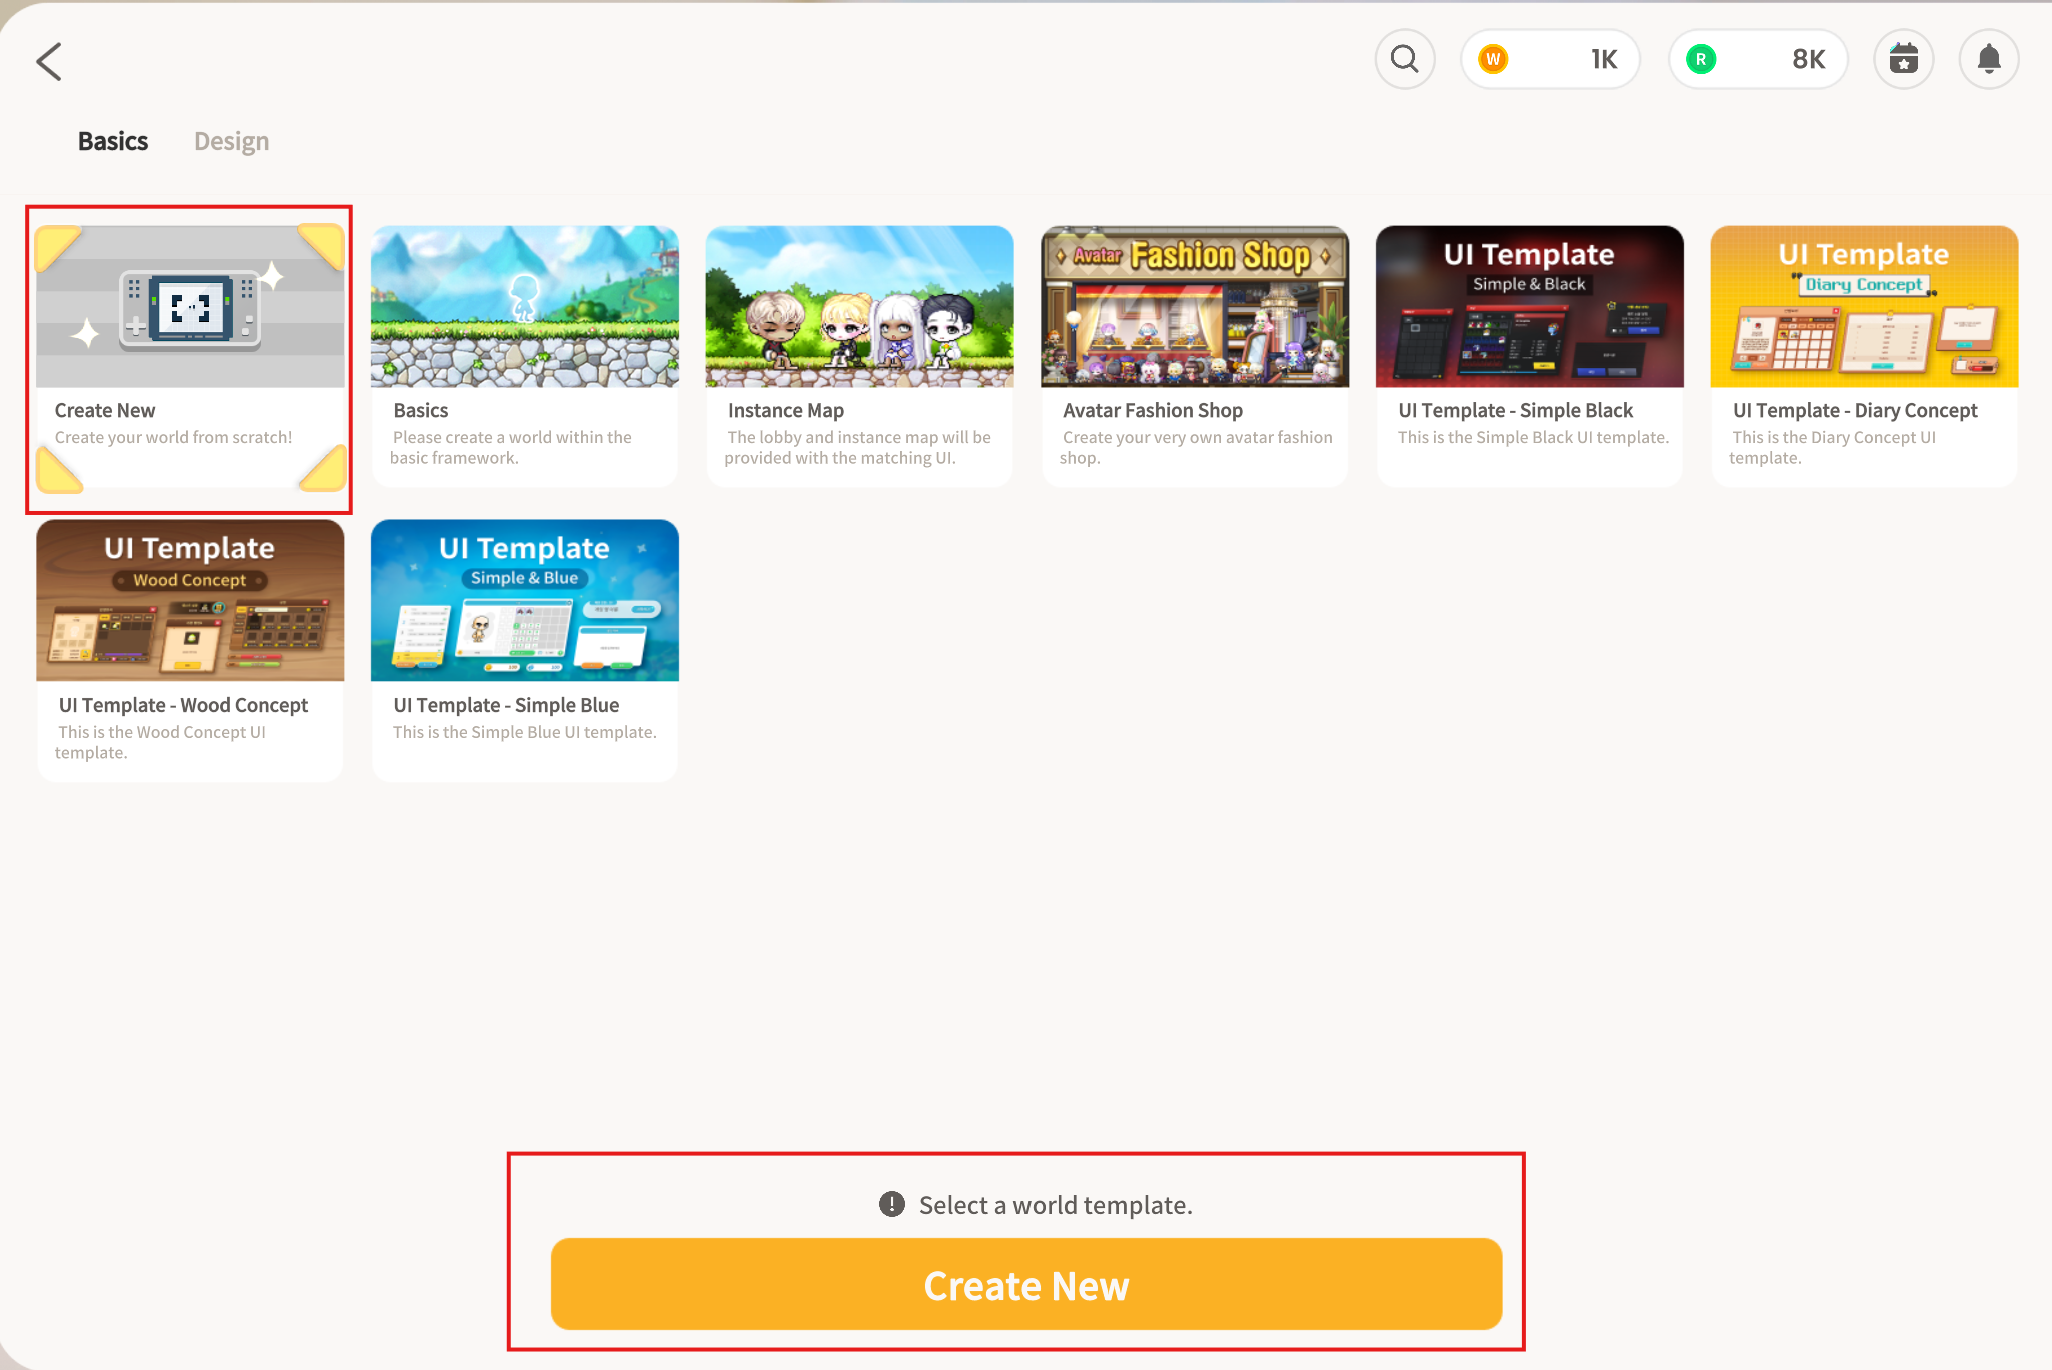 W 1K R 8K
Basics Design
Avatar Fashion Shop
UI Template
Simple & Black
UI Template
Diary Concept
Create New
Create your world from scratch!
Basics
Please create a world within the
basic framework.
Instance Map
The lobby and instance map will be
provided with the matching UI.
Avatar Fashion Shop
Create your very own avatar fashion
shop.
UI Template - Simple Black
This is the Simple Black UI template.
UI Template - Diary Concept
This is the Diary Concept UI
template.
UI Template
Wood Concept
UI Template
Simple & Blue
UI Template - Wood Concept
This is the Wood Concept UI
template.
UI Template - Simple Blue
This is the Simple Blue UI template.
! Select a world template.
Create New